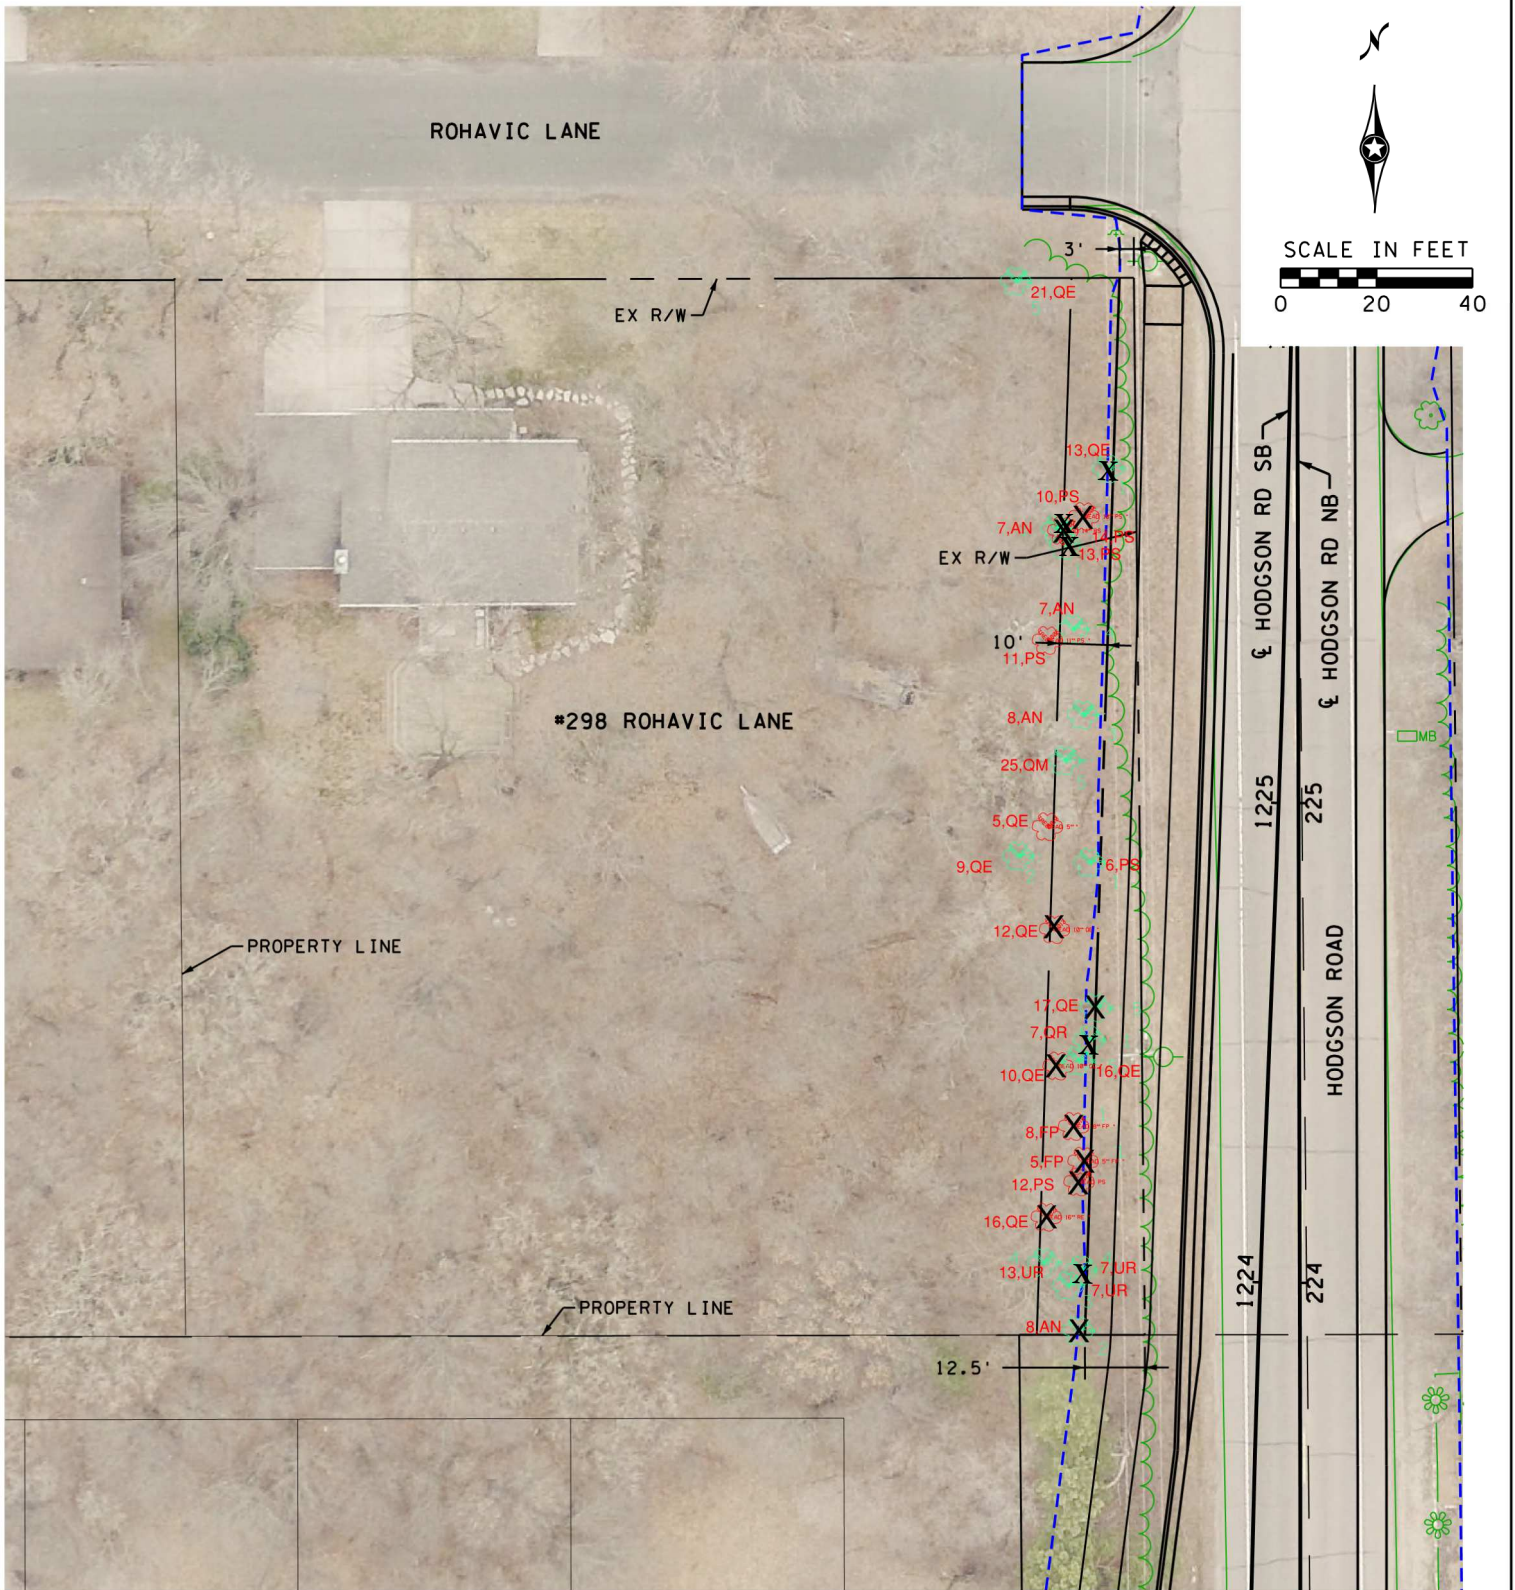 N
ROHAVIC LANE
SCALE IN FEET
0 20 40
3'
21,QE
EX R/W
13,QE
10,PS
7,AN
14,PS
13,PS
EX R/W
7,AN
10'
11,PS
℄ HODGSON RD SB
℄ HODGSON RD NB
#298 ROHAVIC LANE
8,AN
MB
25,QM
1225
225
5,QE
9,QE
6,PS
12,QE
PROPERTY LINE
HODGSON ROAD
17,QE
7,QR
10,QE
16,QE
8,FP
5,FP
12,PS
16,QE
13,UR
7,UR
7,UR
1224
224
PROPERTY LINE
8,AN
12.5'